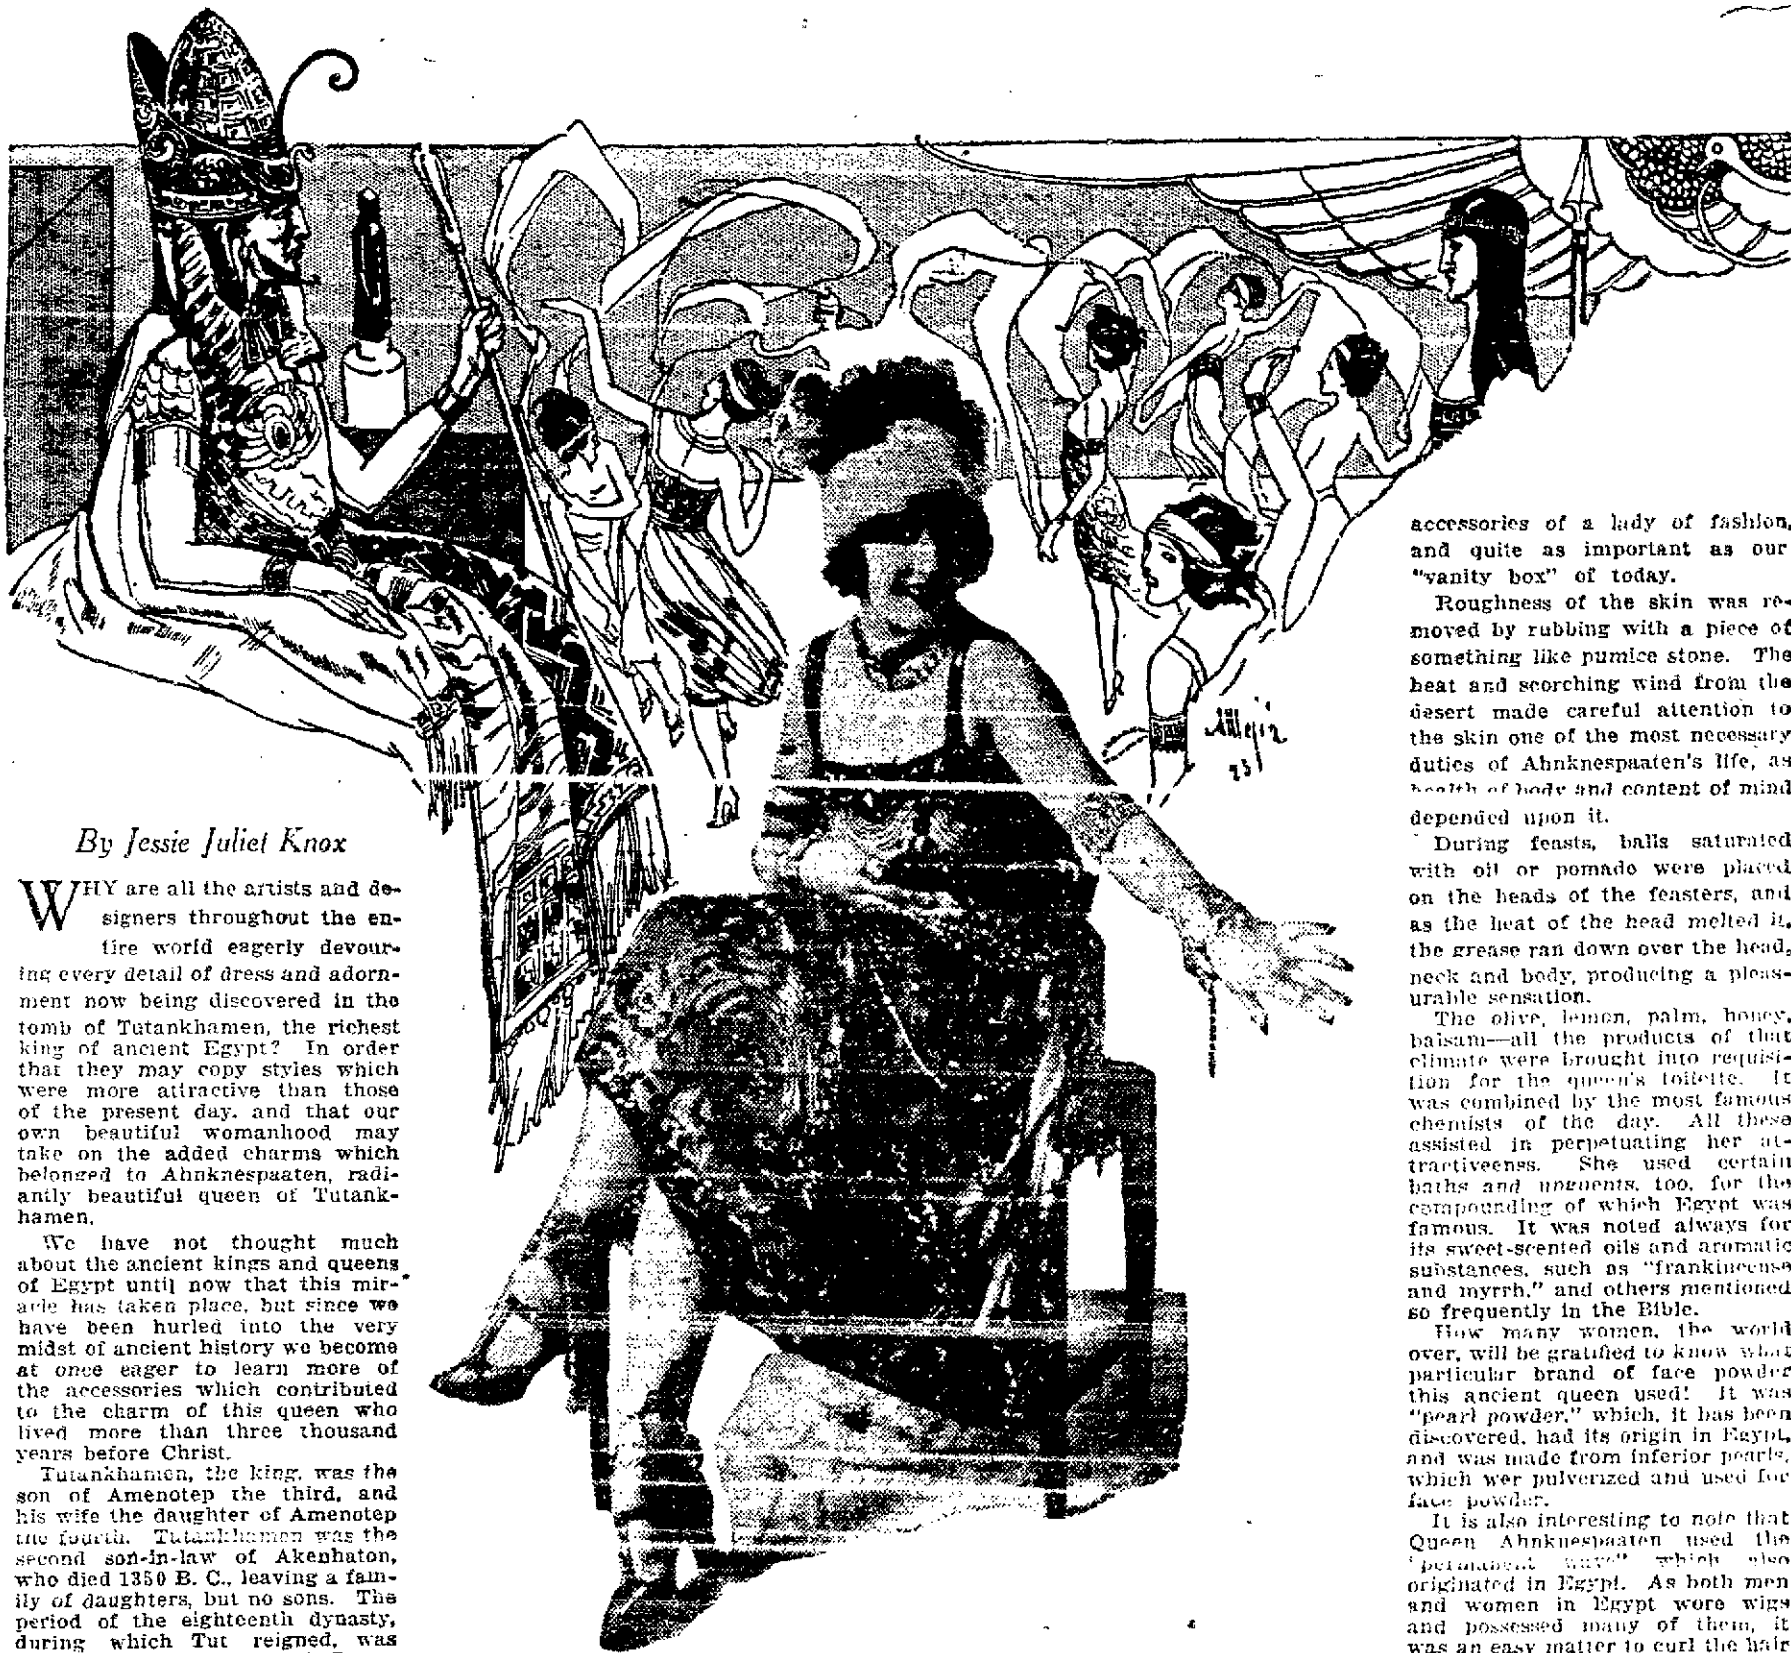 By Jessie Juliet Knox
WHY are all the artists and de-
signers throughout the en-
tire world eagerly devour-
ing every detail of dress and adorn-
ment now being discovered in the
tomb of Tutankhamen, the richest
king of ancient Egypt? In order
that they may copy styles which
were more attractive than those
of the present day, and that our
own beautiful womanhood may
take on the added charms which
belonged to Ahnknespaaten, radi-
antly beautiful queen of Tutank-
hamen.
We have not thought much
about the ancient kings and queens
of Egypt until now that this mir-
acle has taken place, but since we
have been hurled into the very
midst of ancient history we become
at once eager to learn more of
the accessories which contributed
to the charm of this queen who
lived more than three thousand
years before Christ.
Tutankhamen, the king, was the
son of Amenotep the third, and
his wife the daughter of Amenotep
the fourth. Tutankhamen was the
second son-in-law of Akenhaton,
who died 1350 B. C., leaving a fam-
ily of daughters, but no sons. The
period of the eighteenth dynasty,
during which Tut reigned, was
23
accessories of a lady of fashion,
and quite as important as our
"vanity box" of today.
Roughness of the skin was re-
moved by rubbing with a piece of
something like pumice stone. The
heat and scorching wind from the
desert made careful attention to
the skin one of the most necessary
duties of Ahnknespaaten's life, as
health of body and content of mind
depended upon it.
During feasts, balls saturated
with oil or pomade were placed
on the heads of the feasters, and
as the heat of the head melted it,
the grease ran down over the head,
neck and body, producing a pleas-
urable sensation.
The olive, lemon, palm, honey,
balsam—all the products of that
climate were brought into requisi-
tion for the queen's toilette. It
was combined by the most famous
chemists of the day. All these
assisted in perpetuating her at-
tractiveenss. She used certain
baths and unguents, too, for the
compounding of which Egypt was
famous. It was noted always for
its sweet-scented oils and aromatic
substances, such as "frankincense
and myrrh," and others mentioned
so frequently in the Bible.
How many women, the world
over, will be gratified to know what
particular brand of face powder
this ancient queen used! It was
"pearl powder," which, it has been
discovered, had its origin in Egypt,
and was made from inferior pearls,
which wer pulverized and used for
face powder.
It is also interesting to note that
Queen Ahnknespaaten used the
"permanent wave" which also
originated in Egypt. As both men
and women in Egypt wore wigs
and possessed many of them, it
was an easy matter to curl the hair